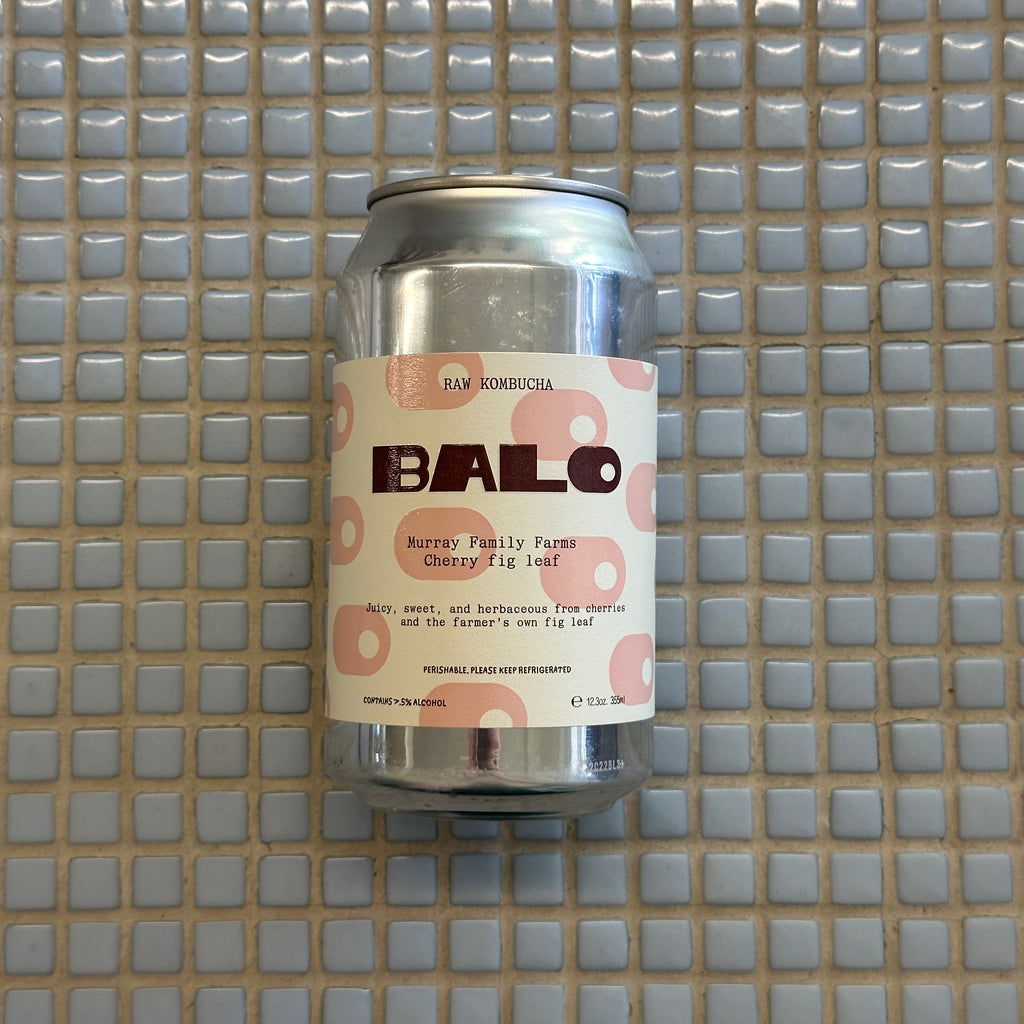 RAW KOMBUCHA
BALO
Murray Family Farms
Cherry fig leaf
Juicy, sweet, and herbaceous from cherries
and the farmer's own fig leaf
PERISHABLE. PLEASE KEEP REFRIGERATED
CONTAINS >.5% ALCOHOL
℮ 12.3oz. 355ml